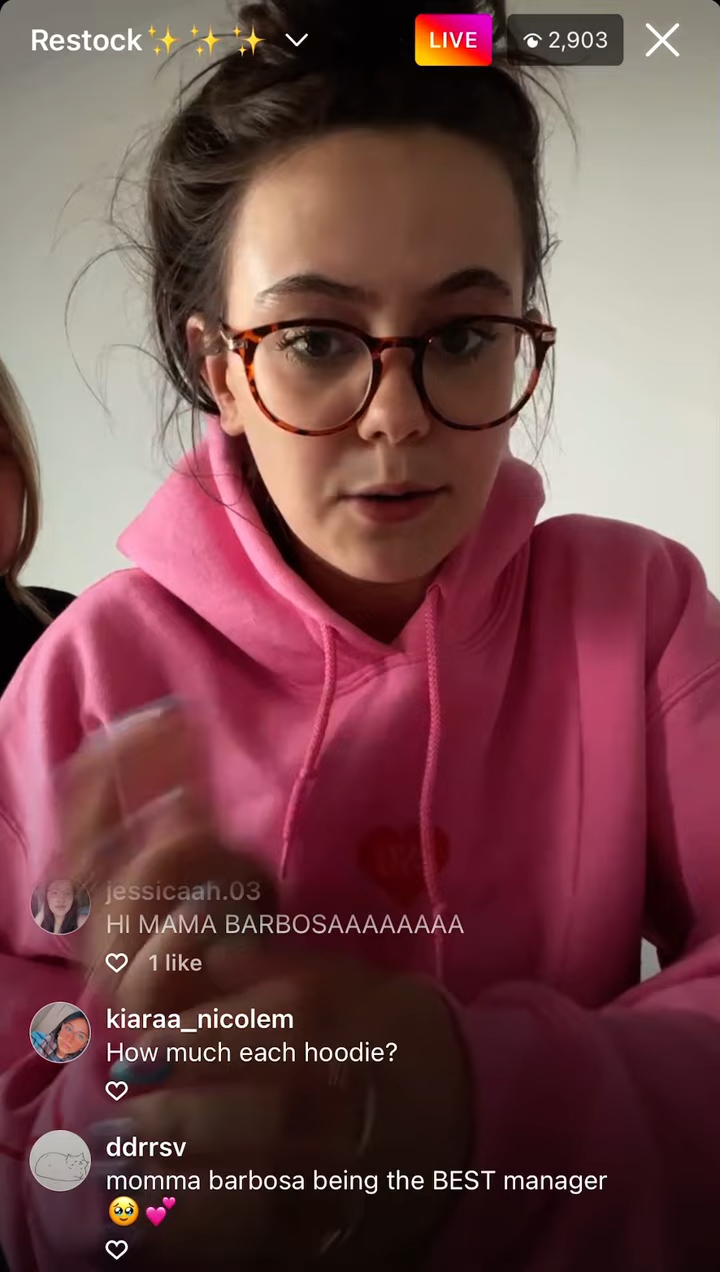 Restock✨✨✨
LIVE
2,903
jessicaah.03
HI MAMA BARBOSAAAAAAAA
1 like
kiaraa_nicolem
How much each hoodie?
ddrrsv
momma barbosa being the BEST manager
🥹💕